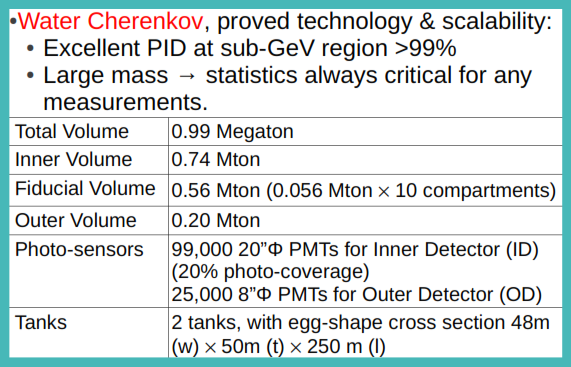 •Water Cherenkov, proved technology & scalability:
• Excellent PID at sub-GeV region >99%
• Large mass → statistics always critical for any
measurements.
Total Volume 0.99 Megaton
Inner Volume 0.74 Mton
Fiducial Volume 0.56 Mton (0.056 Mton × 10 compartments)
Outer Volume 0.20 Mton
Photo-sensors 99,000 20”Φ PMTs for Inner Detector (ID)
(20% photo-coverage)
25,000 8”Φ PMTs for Outer Detector (OD)
Tanks 2 tanks, with egg-shape cross section 48m
(w) × 50m (t) × 250 m (l)